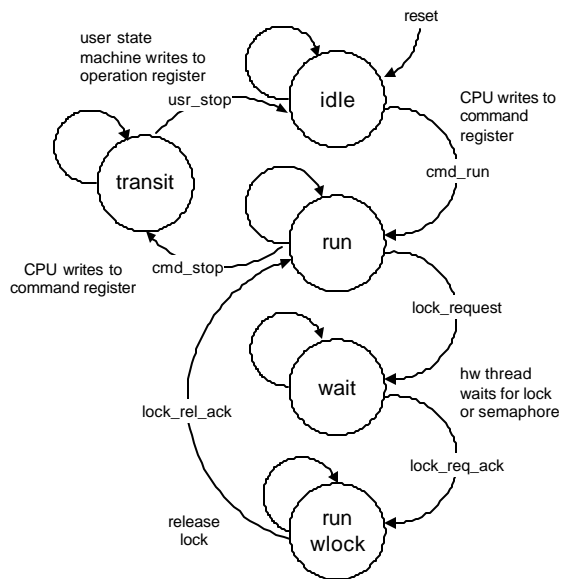 reset
user state
machine writes to
operation register
usr_stop
idle
CPU writes to
command
register
cmd_run
transit
run
CPU writes to
command register
cmd_stop
lock_request
wait
hw thread
waits for lock
or semaphore
lock_rel_ack
lock_req_ack
release
lock
run
wlock